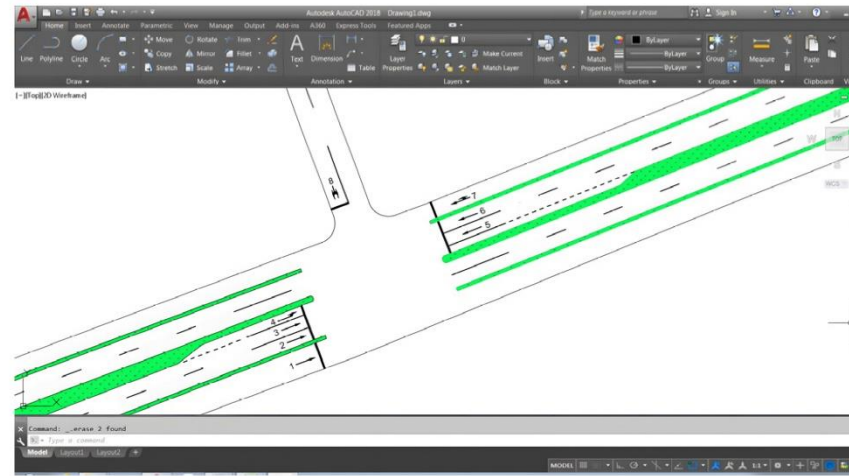 Autodesk AutoCAD 2018 Drawing1.dwg
Type a keyword or phrase
Sign In
Home Insert Annotate Parametric View Manage Output Add-ins A360 Express Tools Featured Apps
Move Rotate Trim
0
ByLayer
Copy Mirror Fillet
Make Current
ByLayer
Line Polyline Circle Arc Stretch Scale Array
Text Dimension Table
Layer Properties
Match Layer
Insert
Match Properties
ByLayer
Group
Measure
Paste
Draw Modify Annotation Layers Block Properties Groups Utilities Clipboard
[-][Top][2D Wireframe]
N
W TOP
S
WCS
8
7
6
5
4
3
2
1
Y
X
Command: _.erase 2 found
Type a command
Model Layout1 Layout2 +
MODEL
1:1